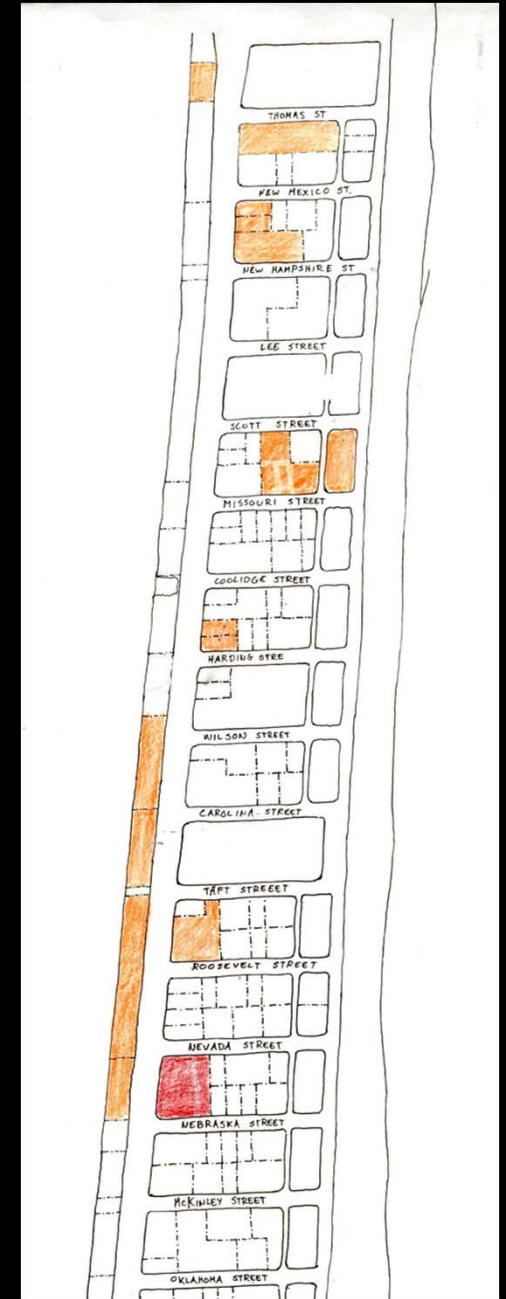 THOMAS ST
NEW MEXICO ST.
NEW HAMPSHIRE ST
LEE STREET
SCOTT STREET
MISSOURI STREET
COOLIDGE STREET
HARDING STRE
WILSON STREET
CAROLINA STREET
TAFT STREEET
ROOSEVELT STREET
NEVADA STREET
NEBRASKA STREET
McKINLEY STREET
OKLAHOMA STREET